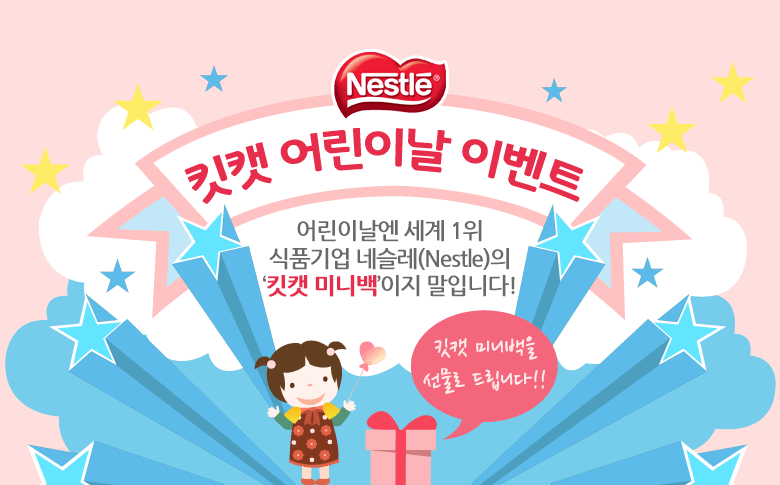 Nestlé®
킷캣 어린이날 이벤트
어린이날엔 세계 1위
식품기업 네슬레(Nestle)의
‘킷캣 미니백’이지 말입니다!
킷캣 미니백을
선물로 드립니다!!